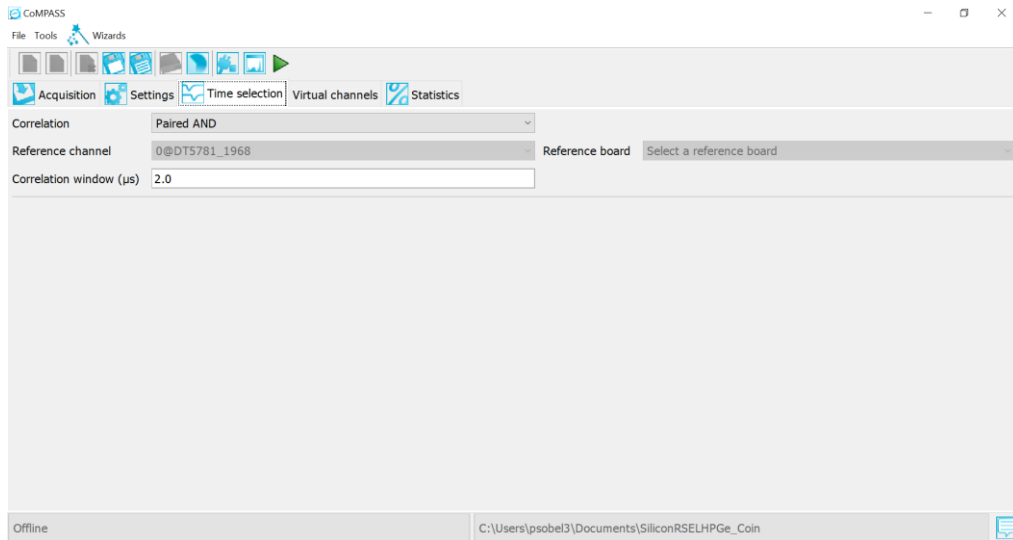 CoMPASS
File Tools Wizards
Acquisition Settings Time selection Virtual channels Statistics
Correlation Paired AND
Reference channel 0@DT5781_1968 Reference board Select a reference board
Correlation window (µs) 2.0
Offline C:\Users\psobel3\Documents\SiliconRSELHPGe_Coin